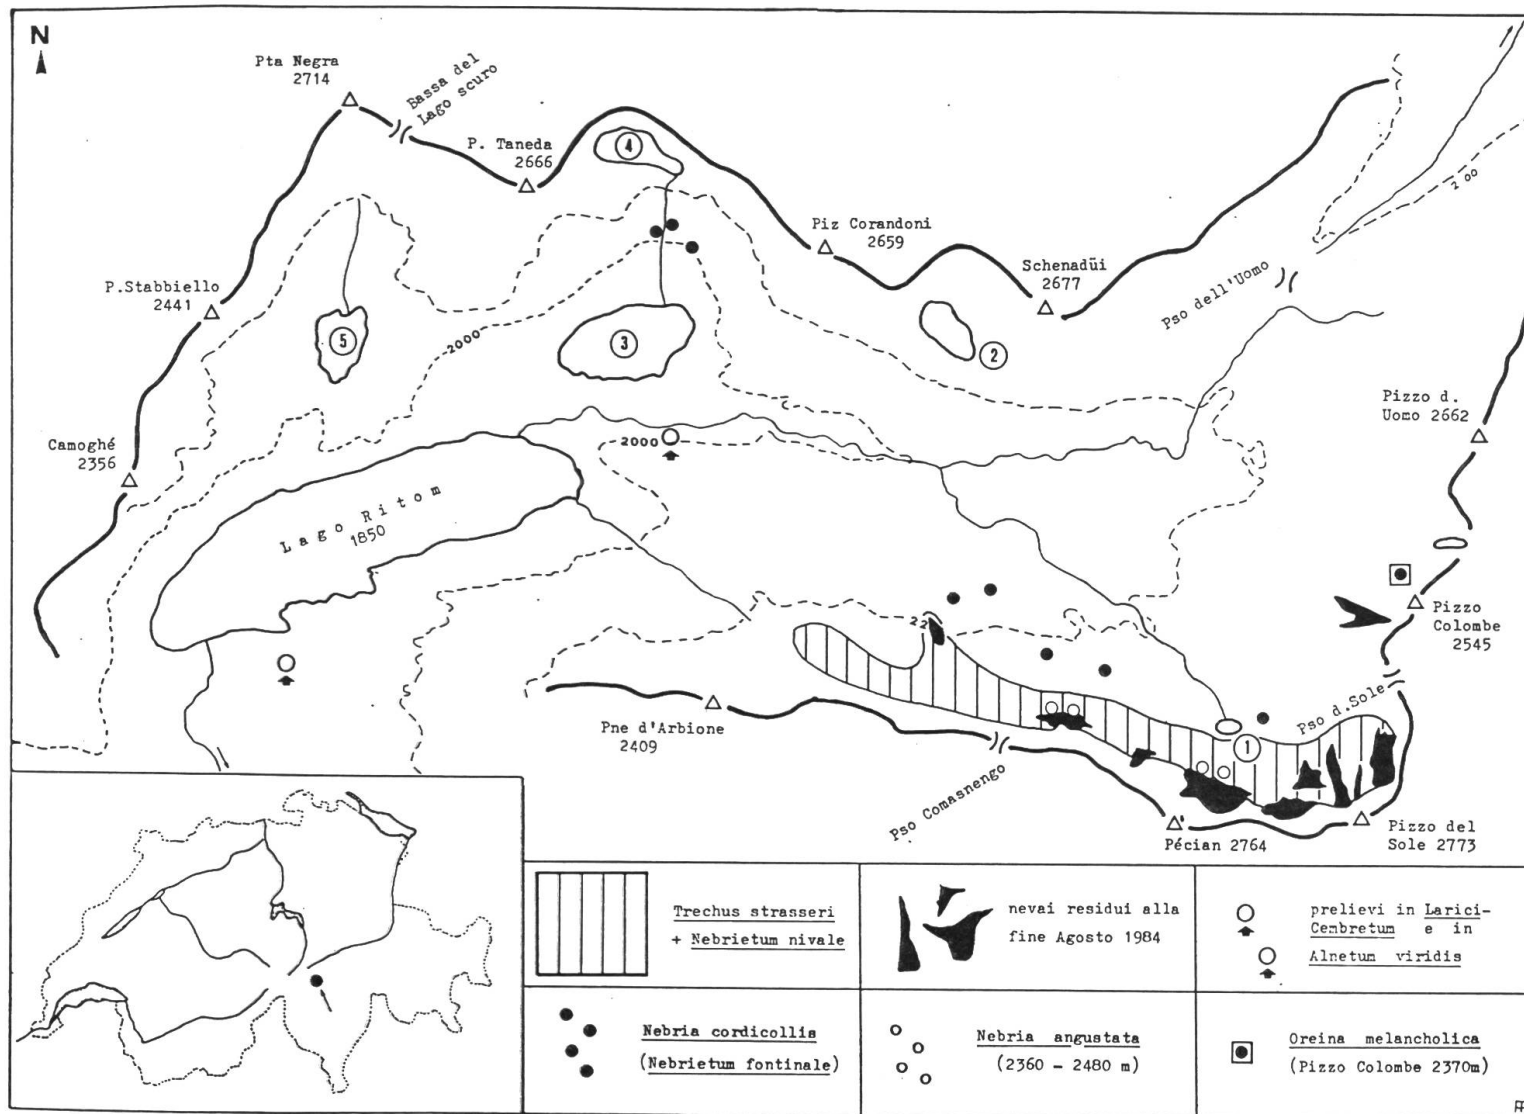 N
Pta Negra
2714
Bassa del
Lago scuro
P. Taneda
2666
4
Piz Corandoni
2659
Schenadüi
2677
Pso dell'Uomo
200
P.Stabbiello
2441
5
2000
3
2
Pizzo d.
Uomo 2662
Camoghé
2356
2000
Lago Ritom
1850
Pizzo
Colombe
2545
22
Pso d.Sole
Pne d'Arbione
2409
1
Pso Comasnengo
Pécian 2764
Pizzo del
Sole 2773
Trechus strasseri
+ Nebrietum nivale
nevai residui alla
fine Agosto 1984
prelievi in Larici-
Cembretum e in
Alnetum viridis
Nebria cordicollis
(Nebrietum fontinale)
Nebria angustata
(2360 - 2480 m)
Oreina melancholica
(Pizzo Colombe 2370m)